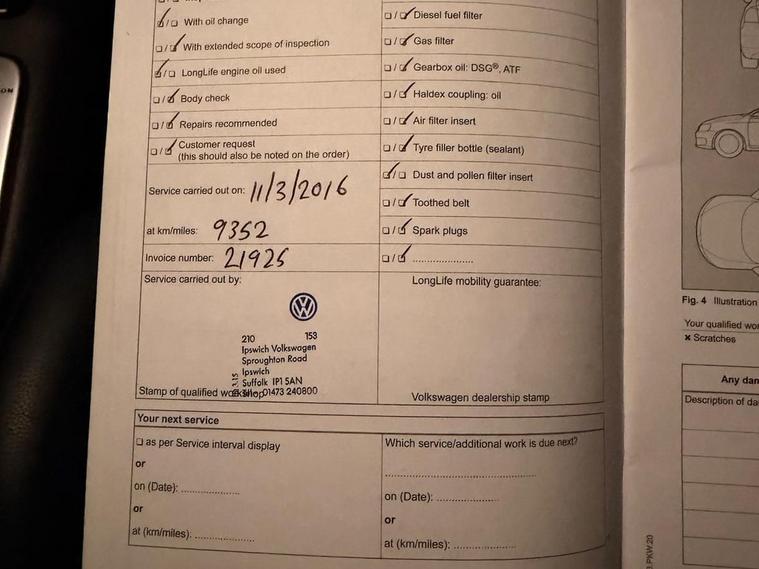 With oil change
With extended scope of inspection
LongLife engine oil used
Body check
Repairs recommended
Customer request
(this should also be noted on the order)
Service carried out on: 11/3/2016
at km/miles: 9352
Invoice number: 21925
Service carried out by:
210 153
Ipswich Volkswagen
Sproughton Road
Ipswich
Suffolk IP1 5AN
01473 240800
Stamp of qualified workshop
Diesel fuel filter
Gas filter
Gearbox oil: DSG®, ATF
Haldex coupling: oil
Air filter insert
Tyre filler bottle (sealant)
Dust and pollen filter insert
Toothed belt
Spark plugs
LongLife mobility guarantee:
Volkswagen dealership stamp
Your next service
as per Service interval display
or
on (Date):
or
at (km/miles):
Which service/additional work is due next?
on (Date):
or
at (km/miles):
Fig. 4 Illustration
Your qualified
× Scratches
Any
Description of